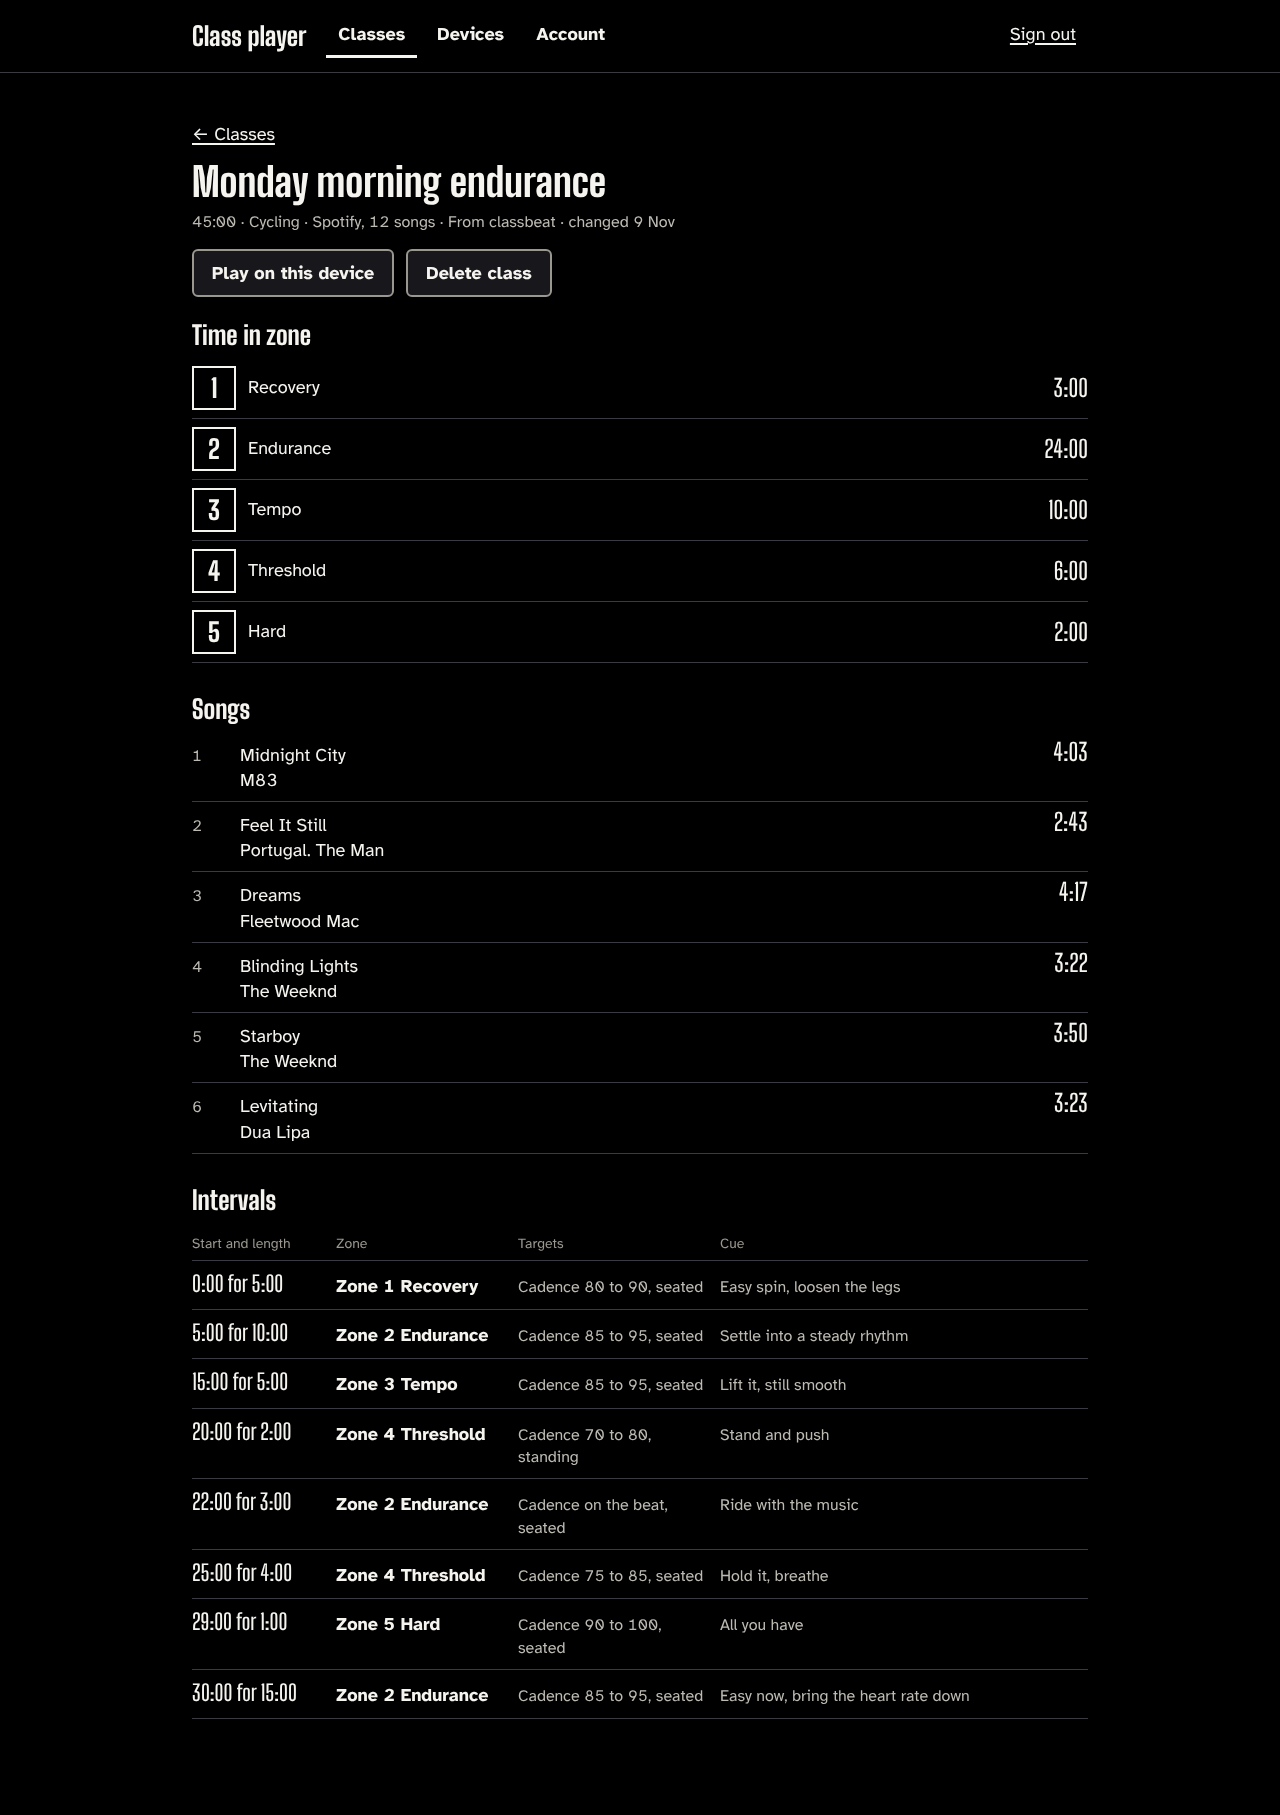 Class player Classes Devices Account Sign out
← Classes
Monday morning endurance
45:00 · Cycling · Spotify, 12 songs · From classbeat · changed 9 Nov
Play on this device Delete class
Time in zone
1 Recovery 3:00
2 Endurance 24:00
3 Tempo 10:00
4 Threshold 6:00
5 Hard 2:00
Songs
1 Midnight City 4:03
M83
2 Feel It Still 2:43
Portugal. The Man
3 Dreams 4:17
Fleetwood Mac
4 Blinding Lights 3:22
The Weeknd
5 Starboy 3:50
The Weeknd
6 Levitating 3:23
Dua Lipa
Intervals
Start and length Zone Targets Cue
0:00 for 5:00 Zone 1 Recovery Cadence 80 to 90, seated Easy spin, loosen the legs
5:00 for 10:00 Zone 2 Endurance Cadence 85 to 95, seated Settle into a steady rhythm
15:00 for 5:00 Zone 3 Tempo Cadence 85 to 95, seated Lift it, still smooth
20:00 for 2:00 Zone 4 Threshold Cadence 70 to 80, Stand and push
standing
22:00 for 3:00 Zone 2 Endurance Cadence on the beat, Ride with the music
seated
25:00 for 4:00 Zone 4 Threshold Cadence 75 to 85, seated Hold it, breathe
29:00 for 1:00 Zone 5 Hard Cadence 90 to 100, All you have
seated
30:00 for 15:00 Zone 2 Endurance Cadence 85 to 95, seated Easy now, bring the heart rate down